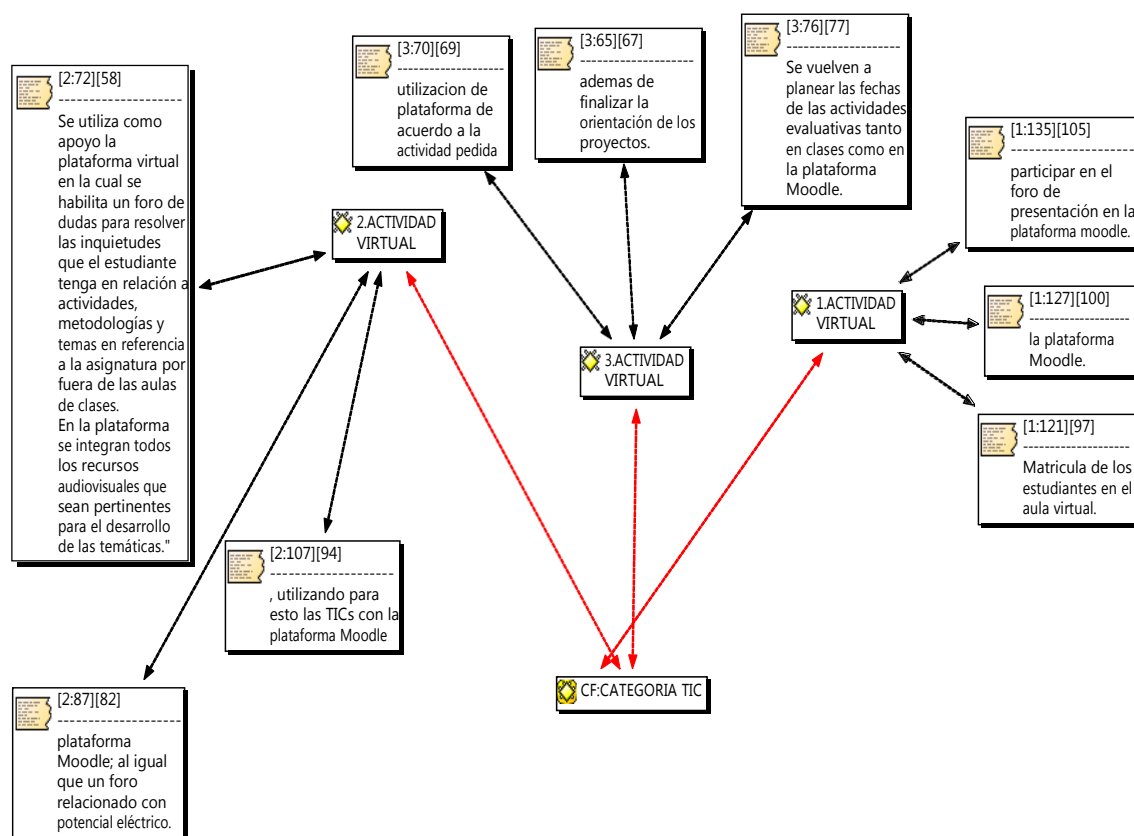 [2:72][58]
--------------------
Se utiliza como
apoyo la
plataforma virtual
en la cual se
habilita un foro de
dudas para resolver
las inquietudes
que el estudiante
tenga en relación a
actividades,
metodologías y
temas en referencia
a la asignatura por
fuera de las aulas
de clases.
En la plataforma
se integran todos
los recursos
audiovisuales que
sean pertinentes
para el desarrollo
de las temáticas."
[3:70][69]
--------------------
utilizacion de
plataforma de
acuerdo a la
actividad pedida
[3:65][67]
--------------------
ademas de
finalizar la
orientación de los
proyectos.
[3:76][77]
--------------------
Se vuelven a
planear las fechas
de las actividades
evaluativas tanto
en clases como en
la plataforma
Moodle.
[1:135][105]
--------------------
participar en el
foro de
presentación en la
plataforma moodle.
2.ACTIVIDAD
VIRTUAL
1.ACTIVIDAD
VIRTUAL
[1:127][100]
--------------------
la plataforma
Moodle.
3.ACTIVIDAD
VIRTUAL
[1:121][97]
--------------------
Matricula de los
estudiantes en el
aula virtual.
[2:107][94]
--------------------
, utilizando para
esto las TICs con la
plataforma Moodle
CF:CATEGORIA TIC
[2:87][82]
--------------------
plataforma
Moodle; al igual
que un foro
relacionado con
potencial eléctrico.